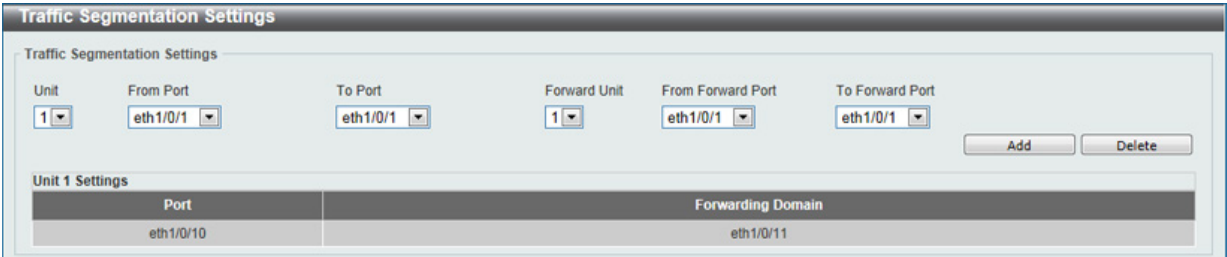 Traffic Segmentation Settings
Traffic Segmentation Settings
Unit From Port To Port Forward Unit From Forward Port To Forward Port
1 eth1/0/1 eth1/0/1 1 eth1/0/1 eth1/0/1
Add Delete
Unit 1 Settings
Port Forwarding Domain
eth1/0/10 eth1/0/11